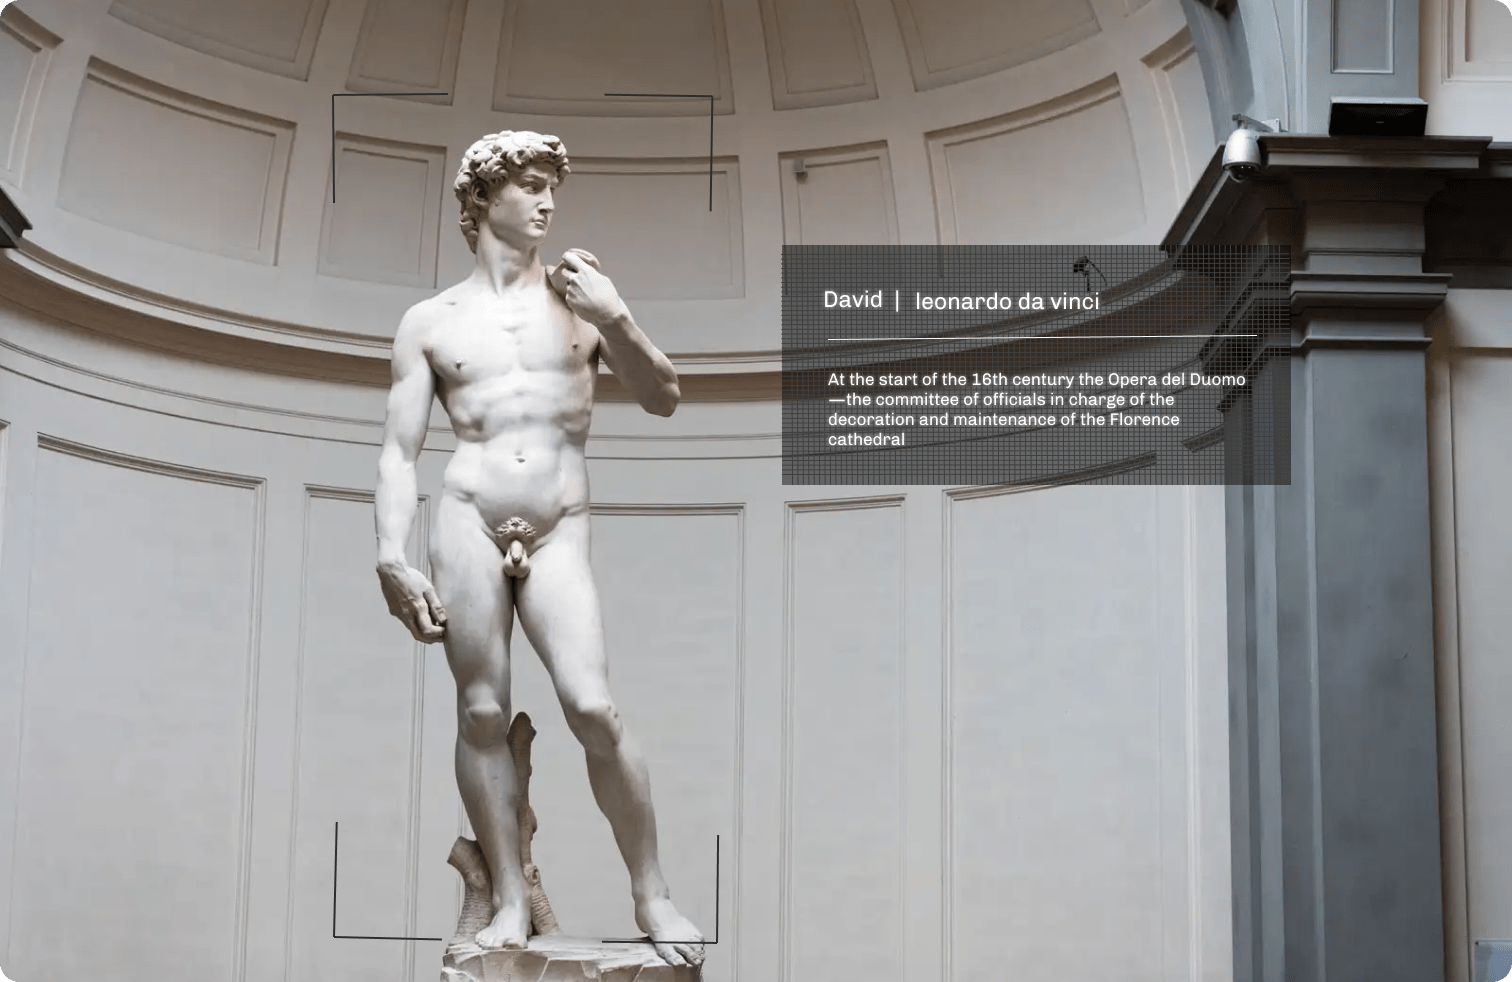 David | leonardo da vinci
At the start of the 16th century the Opera del Duomo
—the committee of officials in charge of the
decoration and maintenance of the Florence
cathedral